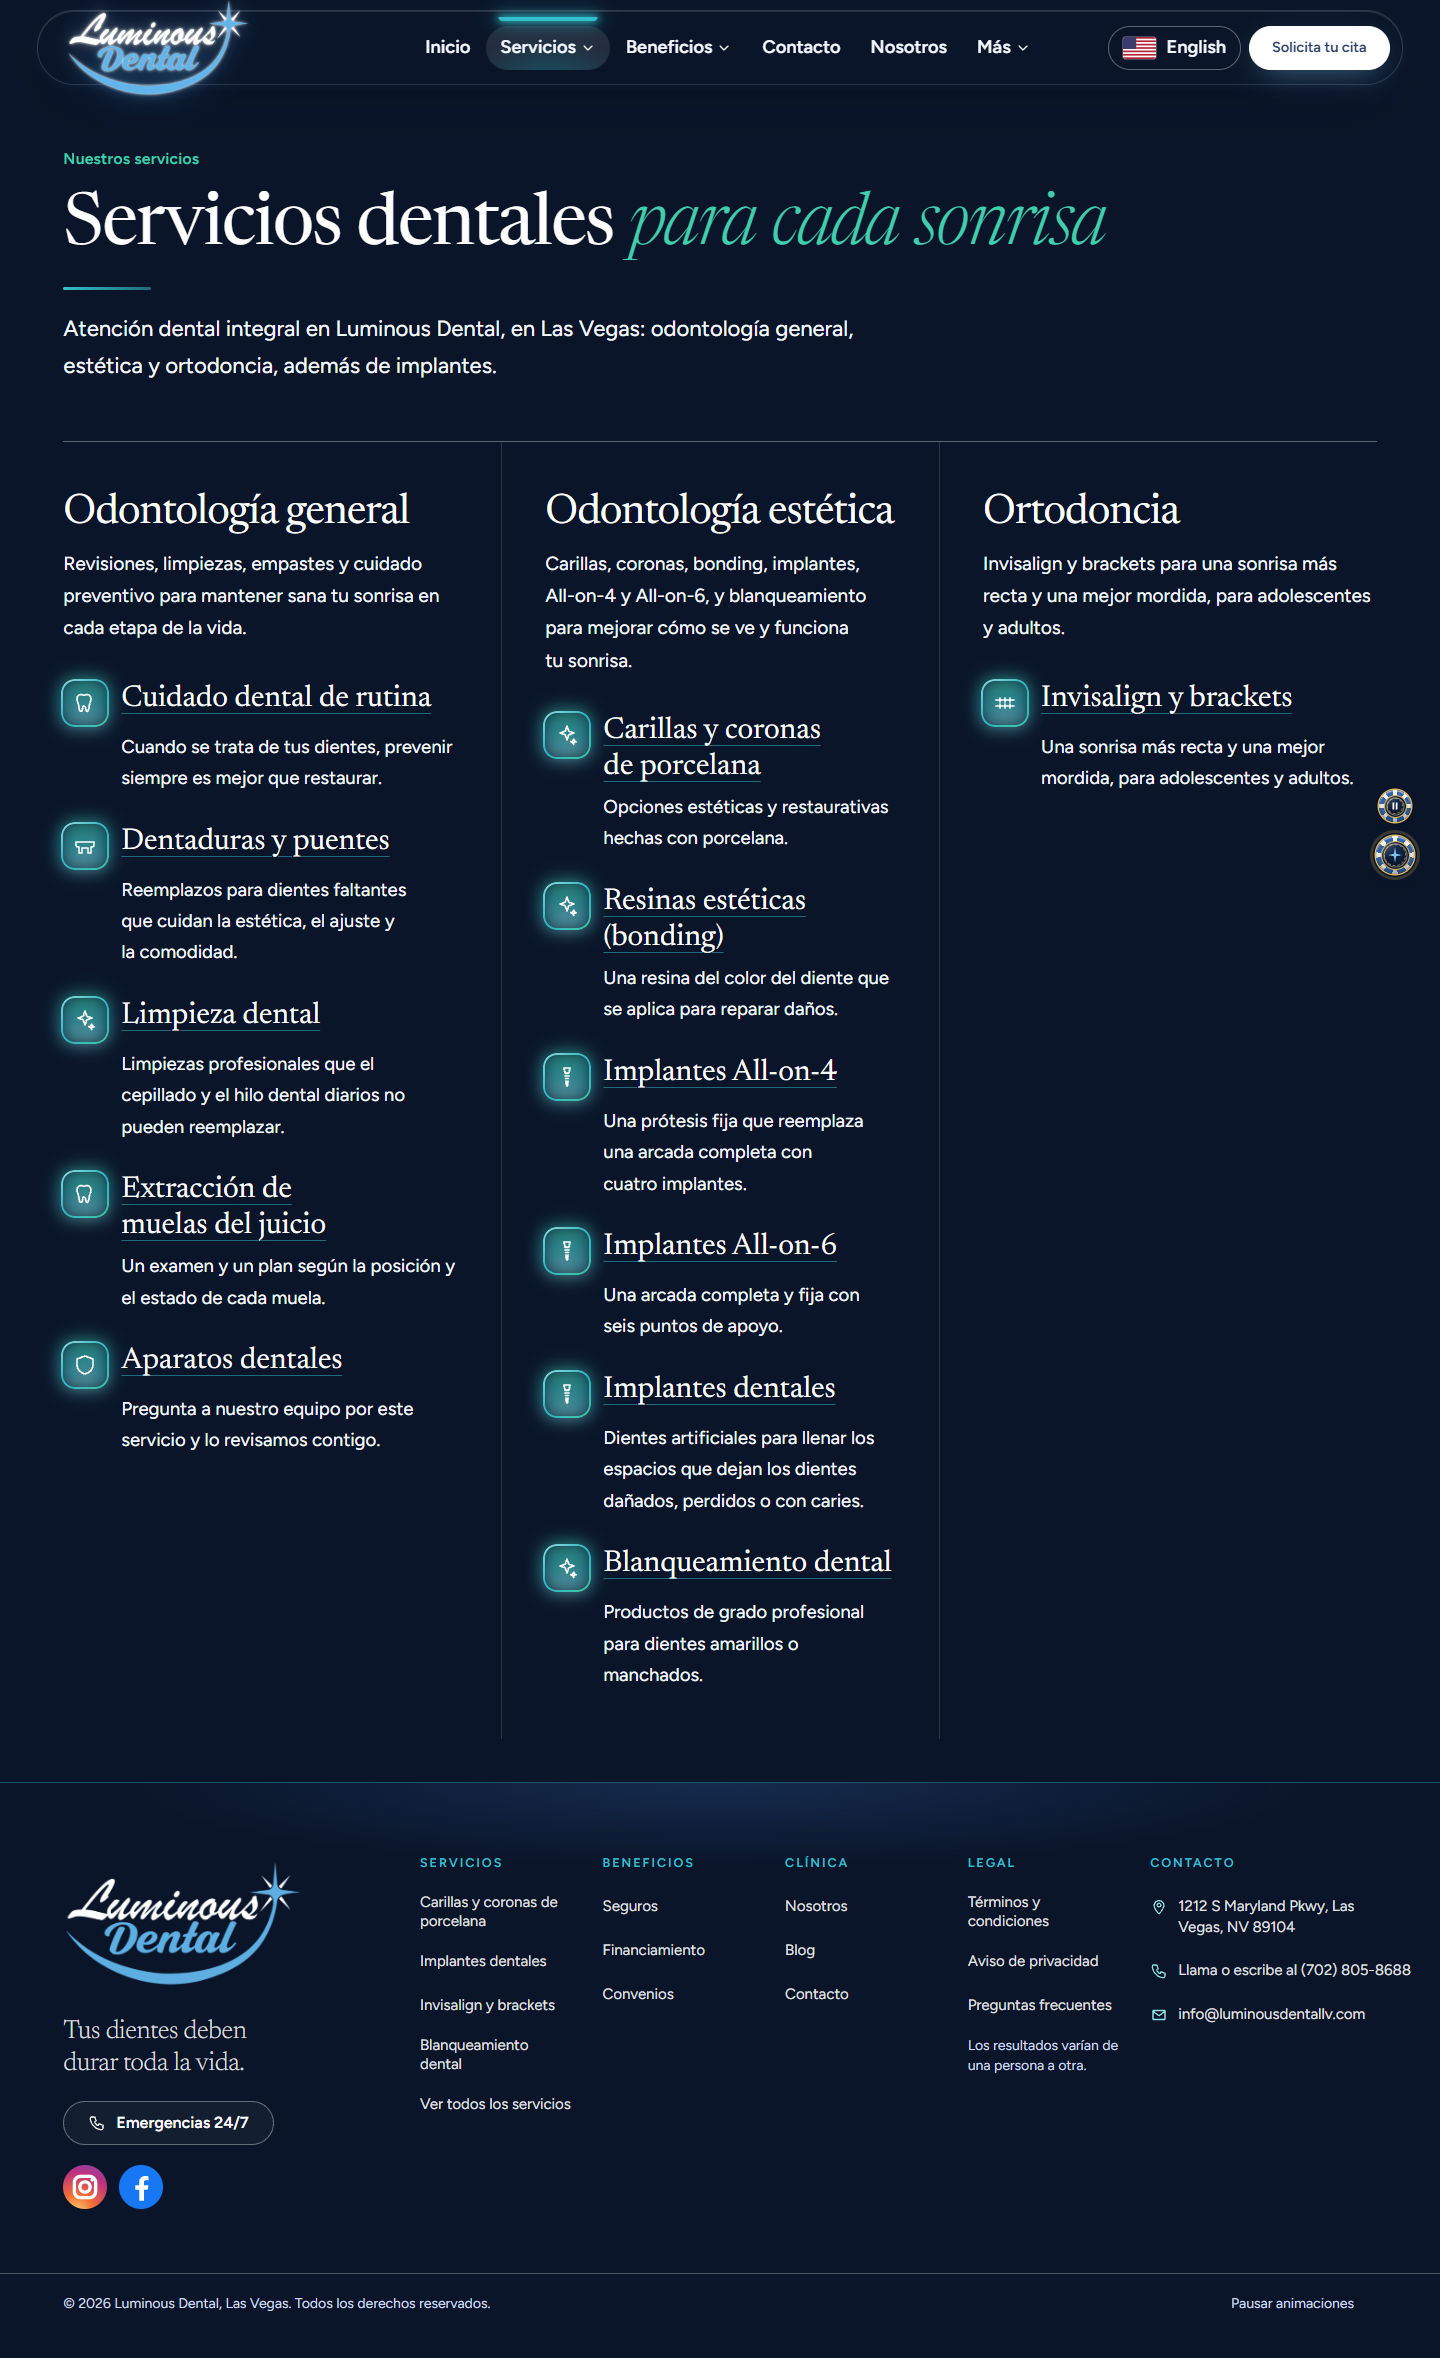 Luminous
Dental
Inicio
Servicios
Beneficios
Contacto
Nosotros
Más
English
Solicita tu cita
Nuestros servicios
Servicios dentales para cada sonrisa
Atención dental integral en Luminous Dental, en Las Vegas: odontología general,
estética y ortodoncia, además de implantes.
Odontología general
Revisiones, limpiezas, empastes y cuidado
preventivo para mantener sana tu sonrisa en
cada etapa de la vida.
Cuidado dental de rutina
Cuando se trata de tus dientes, prevenir
siempre es mejor que restaurar.
Dentaduras y puentes
Reemplazos para dientes faltantes
que cuidan la estética, el ajuste y
la comodidad.
Limpieza dental
Limpiezas profesionales que el
cepillado y el hilo dental diarios no
pueden reemplazar.
Extracción de
muelas del juicio
Un examen y un plan según la posición y
el estado de cada muela.
Aparatos dentales
Pregunta a nuestro equipo por este
servicio y lo revisamos contigo.
Odontología estética
Carillas, coronas, bonding, implantes,
All-on-4 y All-on-6, y blanqueamiento
para mejorar cómo se ve y funciona
tu sonrisa.
Carillas y coronas
de porcelana
Opciones estéticas y restaurativas
hechas con porcelana.
Resinas estéticas
(bonding)
Una resina del color del diente que
se aplica para reparar daños.
Implantes All-on-4
Una prótesis fija que reemplaza
una arcada completa con
cuatro implantes.
Implantes All-on-6
Una arcada completa y fija con
seis puntos de apoyo.
Implantes dentales
Dientes artificiales para llenar los
espacios que dejan los dientes
dañados, perdidos o con caries.
Blanqueamiento dental
Productos de grado profesional
para dientes amarillos o
manchados.
Ortodoncia
Invisalign y brackets para una sonrisa más
recta y una mejor mordida, para adolescentes
y adultos.
Invisalign y brackets
Una sonrisa más recta y una mejor
mordida, para adolescentes y adultos.
Luminous
Dental
Tus dientes deben
durar toda la vida.
Emergencias 24/7
SERVICIOS
Carillas y coronas de
porcelana
Implantes dentales
Invisalign y brackets
Blanqueamiento
dental
Ver todos los servicios
BENEFICIOS
Seguros
Financiamiento
Convenios
CLÍNICA
Nosotros
Blog
Contacto
LEGAL
Términos y
condiciones
Aviso de privacidad
Preguntas frecuentes
Los resultados varían de
una persona a otra.
CONTACTO
1212 S Maryland Pkwy, Las
Vegas, NV 89104
Llama o escribe al (702) 805-8688
info@luminousdentallv.com
© 2026 Luminous Dental, Las Vegas. Todos los derechos reservados.
Pausar animaciones